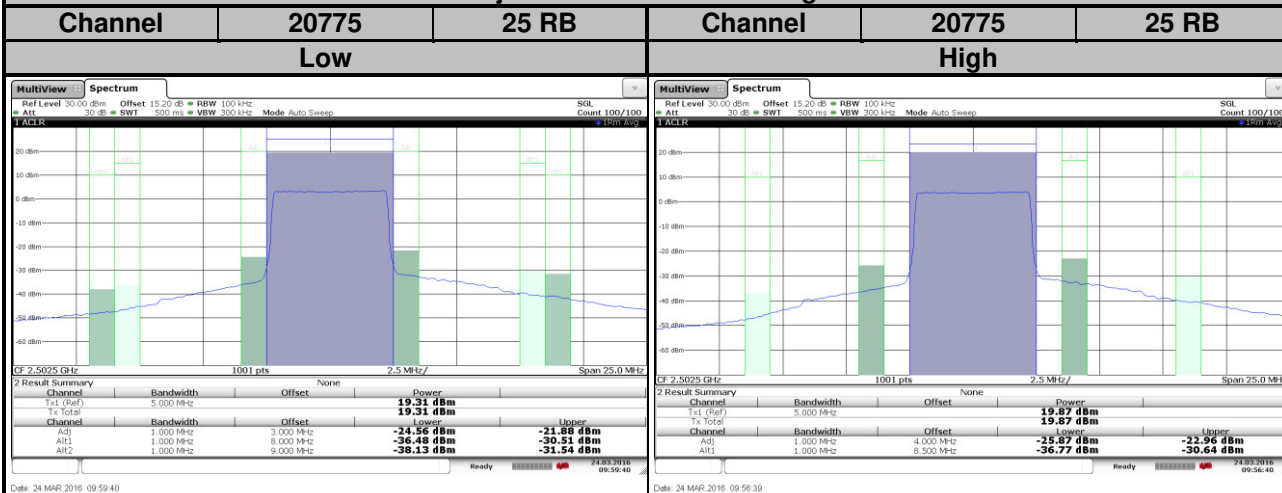 Channel 20775 25 RB Channel 20775 25 RB
Low High
MultiView Spectrum
Ref Level 30.00 dBm Offset 15.20 dB RBW 100 kHz SGL
Att 30 dB SWT 500 ms VBW 300 kHz Mode Auto Sweep Count 100/100
1 ACLR 1Rm Avg
20 dBm
10 dBm
0 dBm
-10 dBm
-20 dBm
-30 dBm
-40 dBm
-50 dBm
-60 dBm
CF 2.5025 GHz 1001 pts 2.5 MHz/ Span 25.0 MHz
2 Result Summary None
Channel Bandwidth Offset Power
Tx1 (Ref) 5.000 MHz 19.31 dBm
Tx Total 19.31 dBm
Channel Bandwidth Offset Lower Upper
Adj 1.000 MHz 3.000 MHz -24.56 dBm -21.88 dBm
Alt1 1.000 MHz 8.000 MHz -36.48 dBm -30.51 dBm
Alt2 1.000 MHz 9.000 MHz -38.13 dBm -31.54 dBm
Ready 24.03.2016
09:59:40
Date: 24.MAR.2016 09:59:40
MultiView Spectrum
Ref Level 30.00 dBm Offset 15.20 dB RBW 100 kHz SGL
Att 30 dB SWT 500 ms VBW 300 kHz Mode Auto Sweep Count 100/100
1 ACLR 1Rm Avg
20 dBm
10 dBm
0 dBm
-10 dBm
-20 dBm
-30 dBm
-40 dBm
-50 dBm
-60 dBm
CF 2.5025 GHz 1001 pts 2.5 MHz/ Span 25.0 MHz
2 Result Summary None
Channel Bandwidth Offset Power
Tx1 (Ref) 5.000 MHz 19.87 dBm
Tx Total 19.87 dBm
Channel Bandwidth Offset Lower Upper
Adj 1.000 MHz 4.000 MHz -25.87 dBm -22.96 dBm
Alt1 1.000 MHz 8.500 MHz -36.77 dBm -30.64 dBm
Ready 24.03.2016
09:56:40
Date: 24.MAR.2016 09:56:39